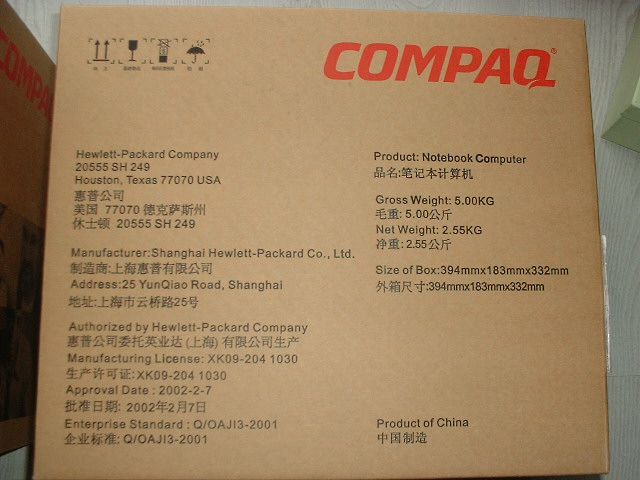 COMPAQ
Hewlett-Packard Company
20555 SH 249
Houston, Texas 77070 USA
惠普公司
美国 77070 德克萨斯州
休士顿 20555 SH 249
Manufacturer:Shanghai Hewlett-Packard Co., Ltd.
制造商:上海惠普有限公司
Address:25 YunQiao Road, Shanghai
地址:上海市云桥路25号
Authorized by Hewlett-Packard Company
惠普公司委托英业达(上海)有限公司生产
Manufacturing License: XK09-204 1030
生产许可证: XK09-204 1030
Approval Date : 2002-2-7
批准日期: 2002年2月7日
Enterprise Standard : Q/OAJI3-2001
企业标准: Q/OAJI3-2001
Product: Notebook Computer
品名:笔记本计算机
Gross Weight: 5.00KG
毛重: 5.00公斤
Net Weight: 2.55KG
净重: 2.55公斤
Size of Box:394mmx183mmx332mm
外箱尺寸:394mmx183mmx332mm
Product of China
中国制造
COMPAQ